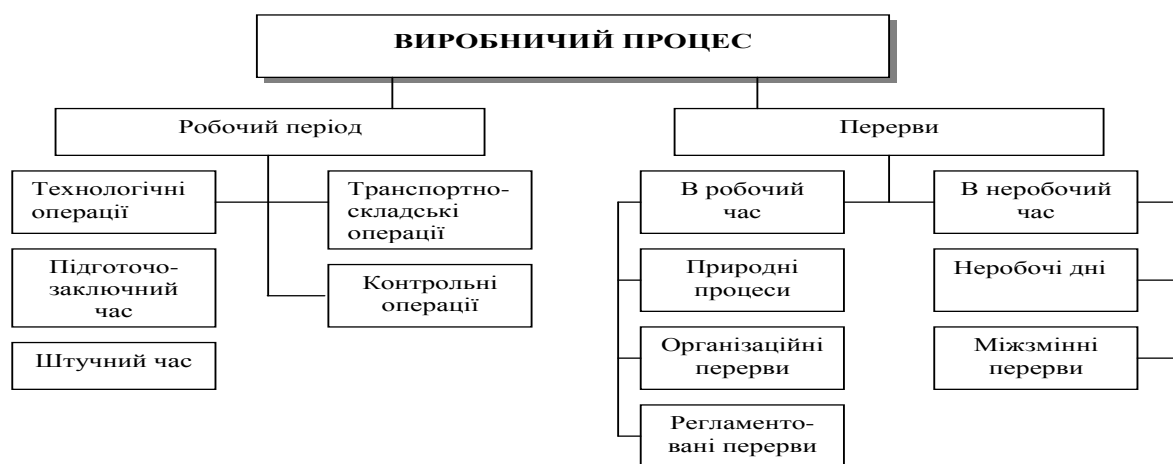 ВИРОБНИЧИЙ ПРОЦЕС
Робочий період
Перерви
Технологічні
операції
Транспортно-
складські
операції
В робочий
час
В неробочий
час
Підготочо-
заключний
час
Контрольні
операції
Природні
процеси
Неробочі дні
Штучний час
Організаційні
перерви
Міжзмінні
перерви
Регламенто-
вані перерви